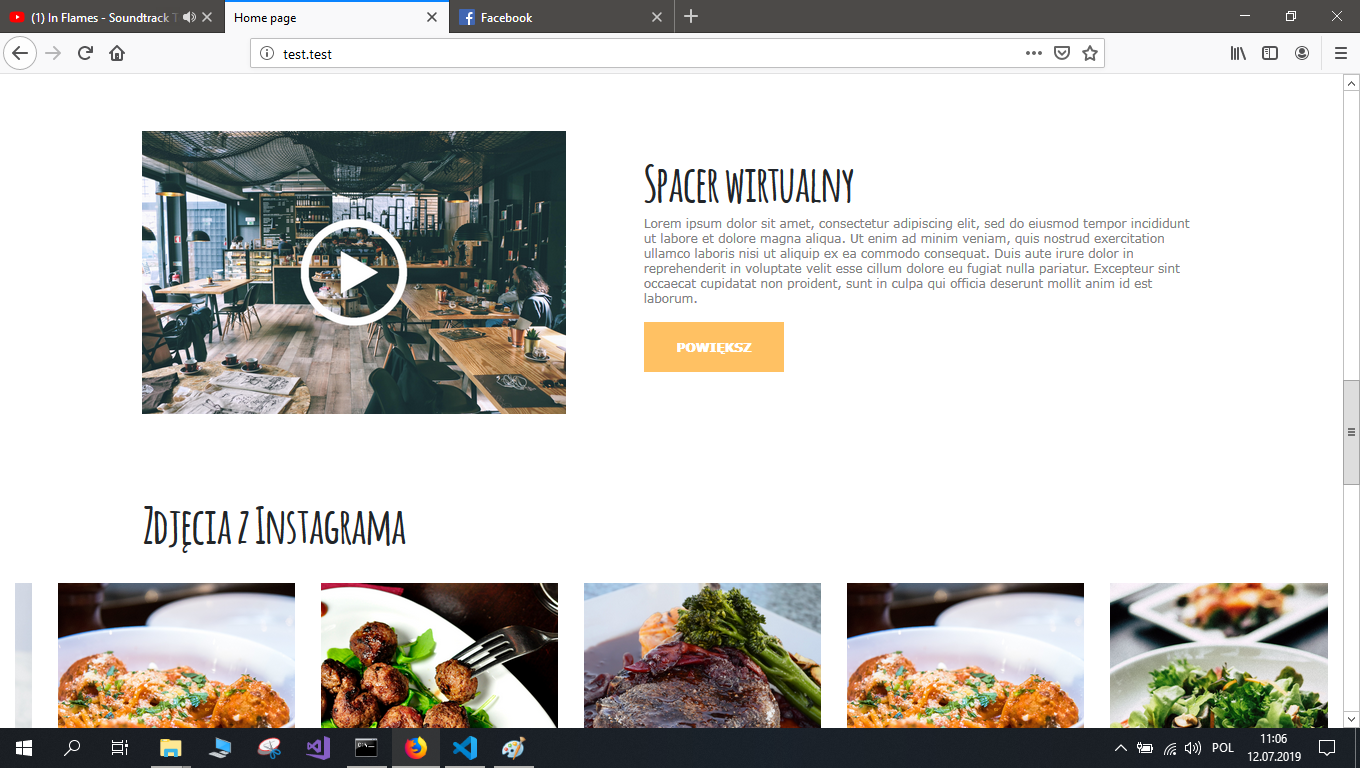 (1) In Flames - Soundtrack T
Home page
Facebook
test.test
Spacer wirtualny
Lorem ipsum dolor sit amet, consectetur adipiscing elit, sed do eiusmod tempor incididunt
ut labore et dolore magna aliqua. Ut enim ad minim veniam, quis nostrud exercitation
ullamco laboris nisi ut aliquip ex ea commodo consequat. Duis aute irure dolor in
reprehenderit in voluptate velit esse cillum dolore eu fugiat nulla pariatur. Excepteur sint
occaecat cupidatat non proident, sunt in culpa qui officia deserunt mollit anim id est
laborum.
POWIĘKSZ
Zdjęcia z Instagrama
POL
11:06
12.07.2019